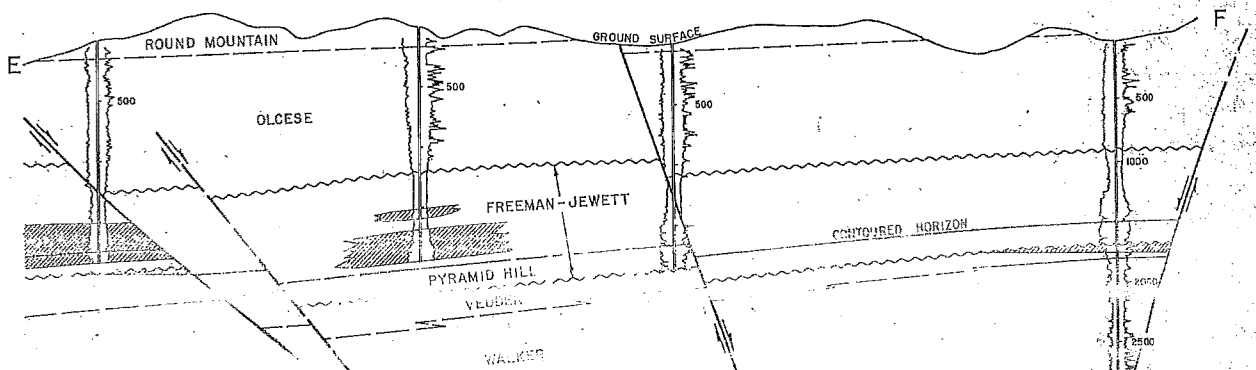 E
F
ROUND MOUNTAIN
GROUND SURFACE
500
500
500
500
OLCESE
1000
FREEMAN-JEWETT
CONTOURED HORIZON
PYRAMID HILL
2000
VEDDER
WALKER
2500